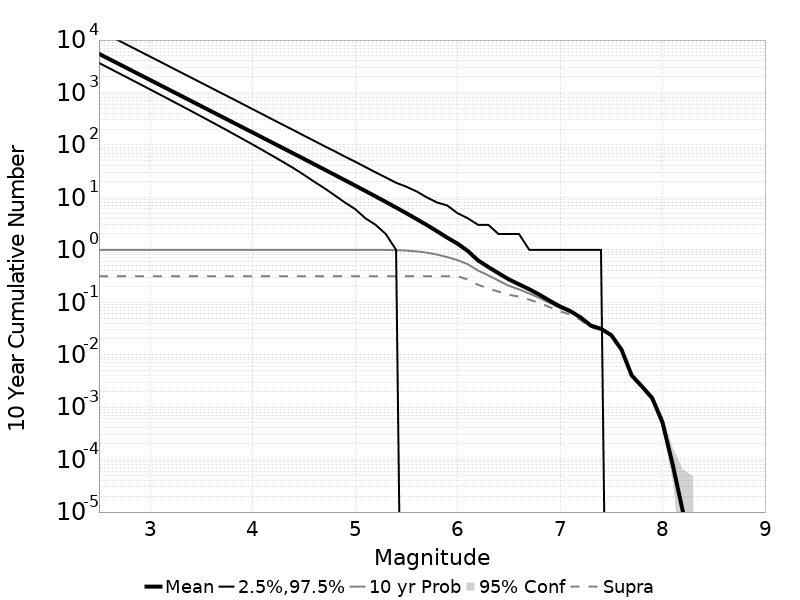 10 Year Cumulative Number
10^4
10^3
10^2
10^1
10^0
10^-1
10^-2
10^-3
10^-4
10^-5
3 4 5 6 7 8 9
Magnitude
Mean 2.5%,97.5% 10 yr Prob 95% Conf Supra